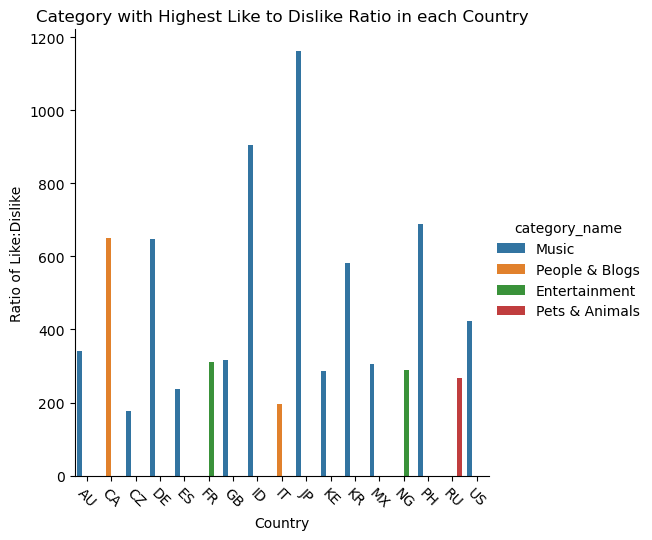 Category with Highest Like to Dislike Ratio in each Country
1200
1000
800
600
400
200
0
Ratio of Like:Dislike
AU CA CZ DE ES FR GB ID IT JP KE KR MX NG PH RU US
Country
category_name
Music
People & Blogs
Entertainment
Pets & Animals